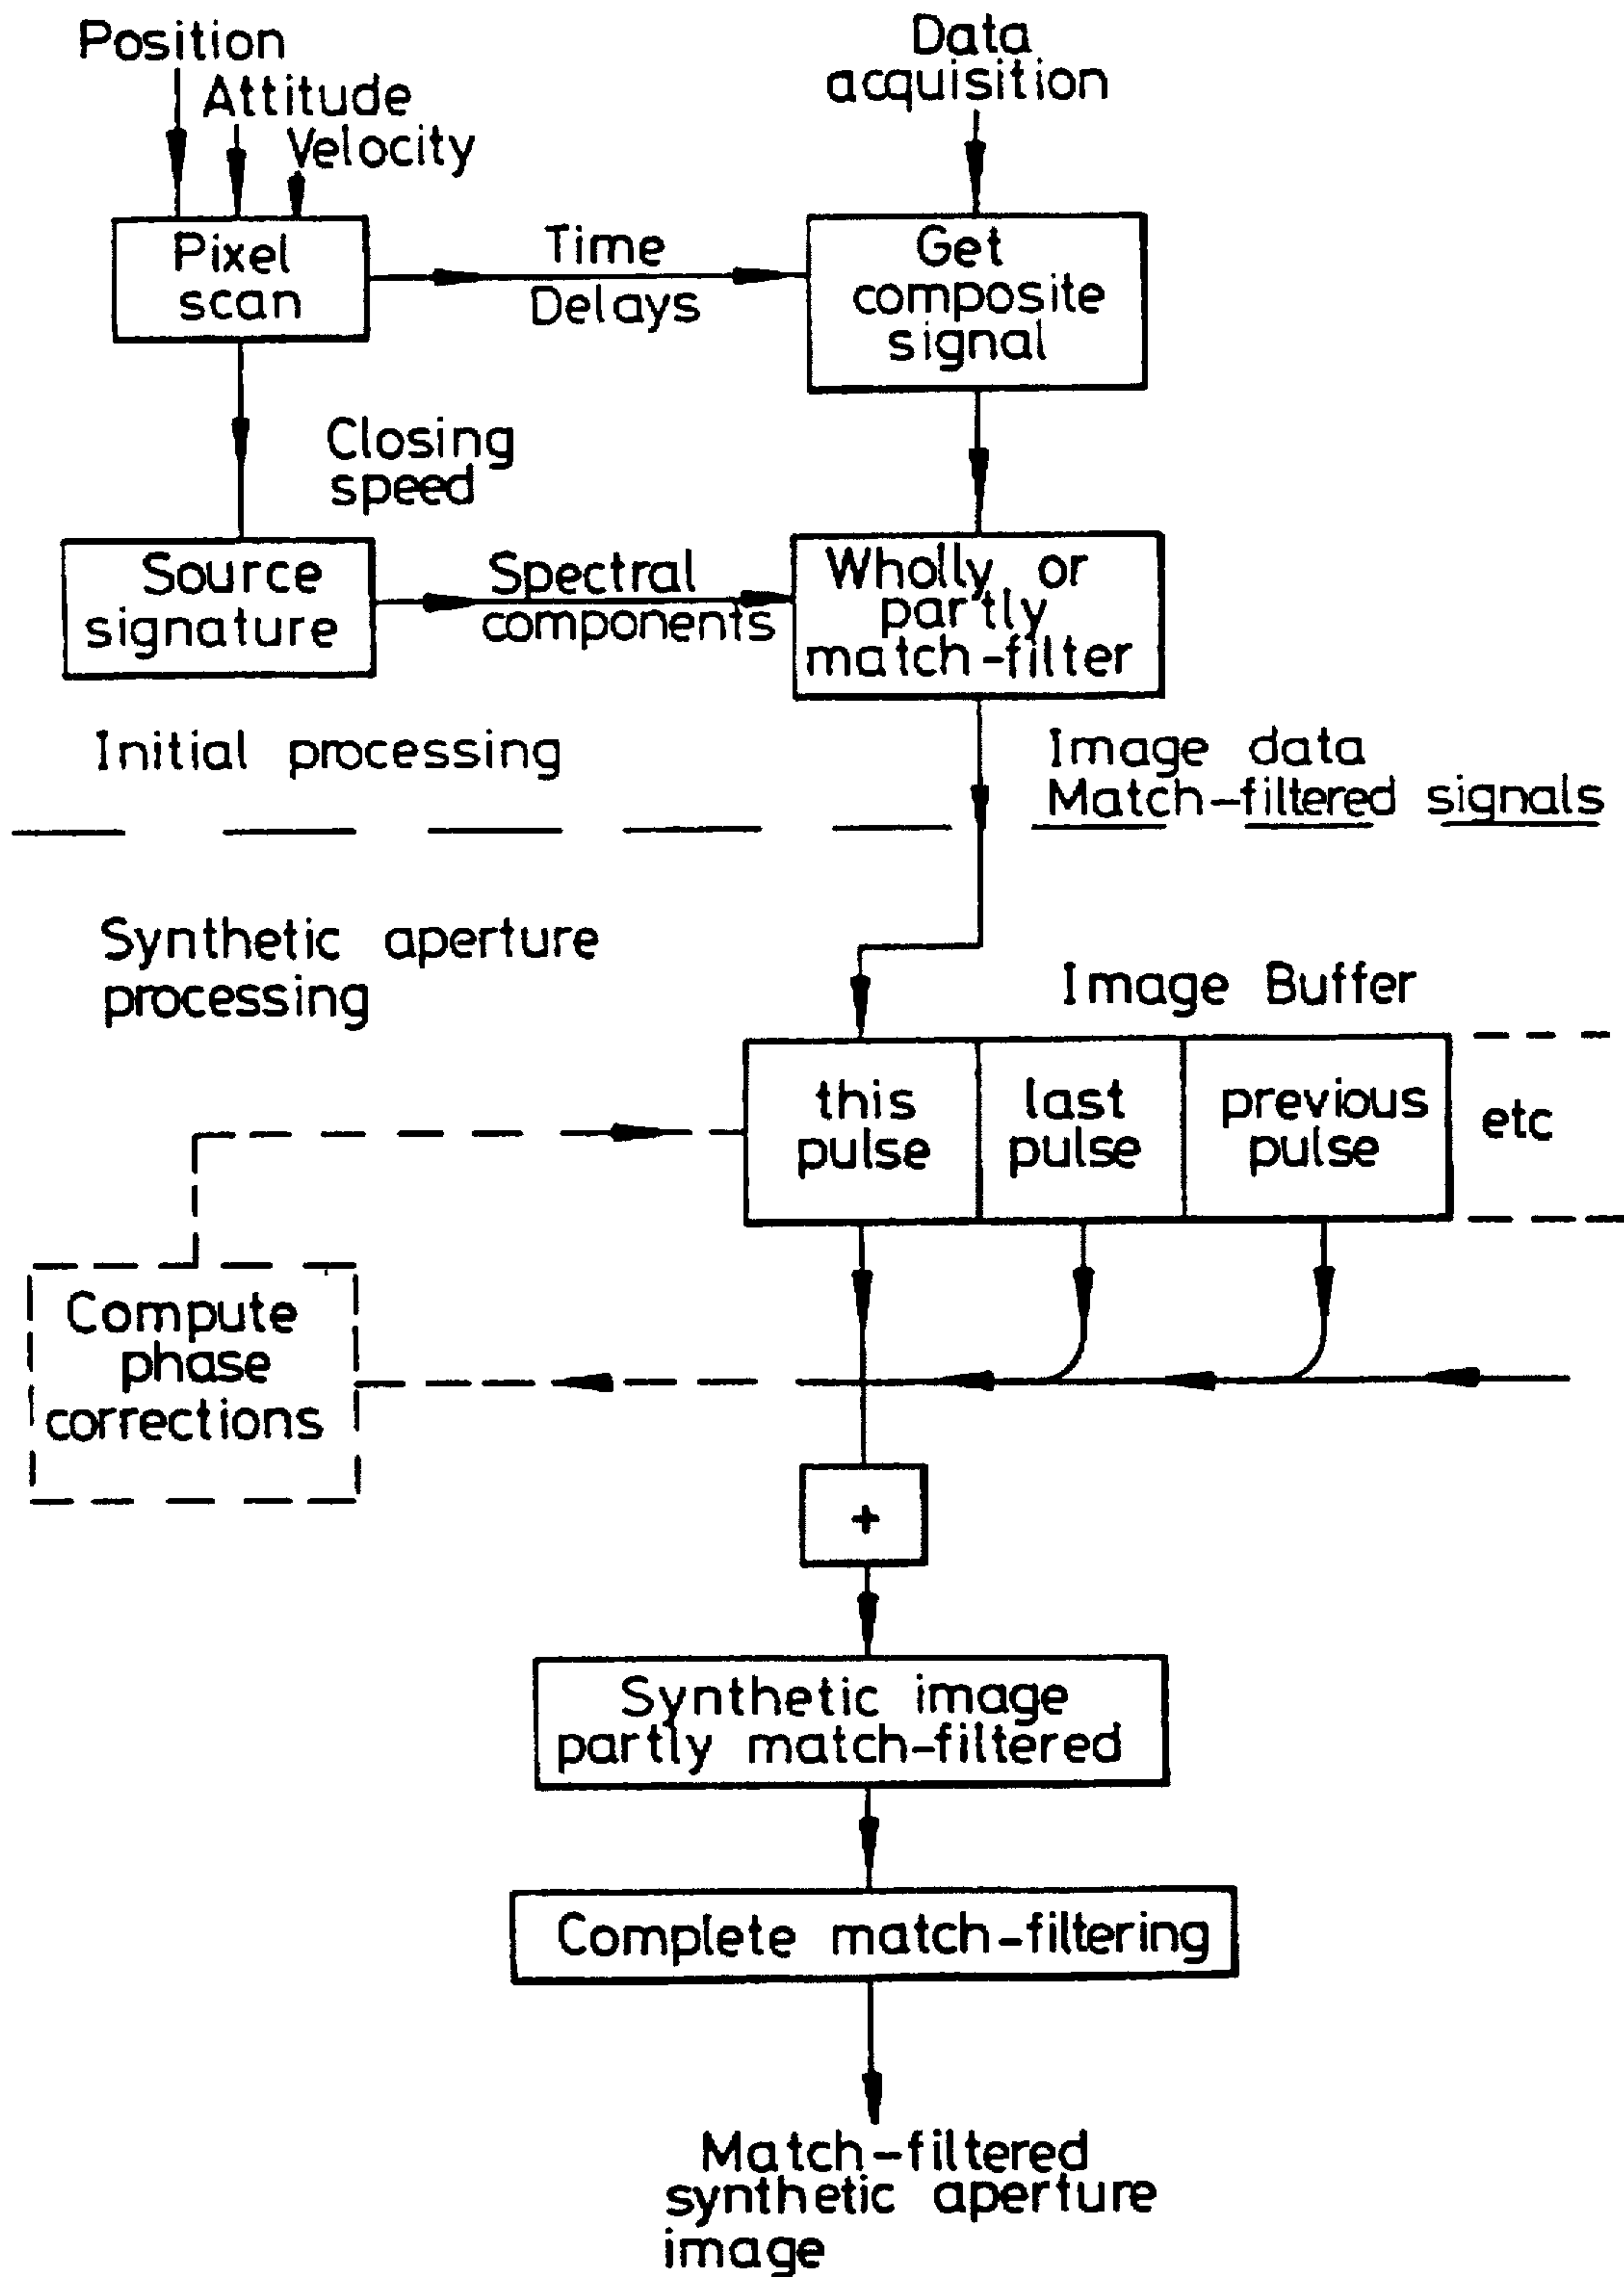 Position
Attitude
Velocity
Data
acquisition
Pixel
scan
Time
Delays
Get
composite
signal
Closing
speed
Source
signature
Spectral
components
Wholly or
partly
match-filter
Initial processing
Image data
Match-filtered signals
Synthetic aperture
processing
Image Buffer
this
pulse
last
pulse
previous
pulse
etc
Compute
phase
corrections
+
Synthetic image
partly match-filtered
Complete match-filtering
Match-filtered
synthetic aperture
image